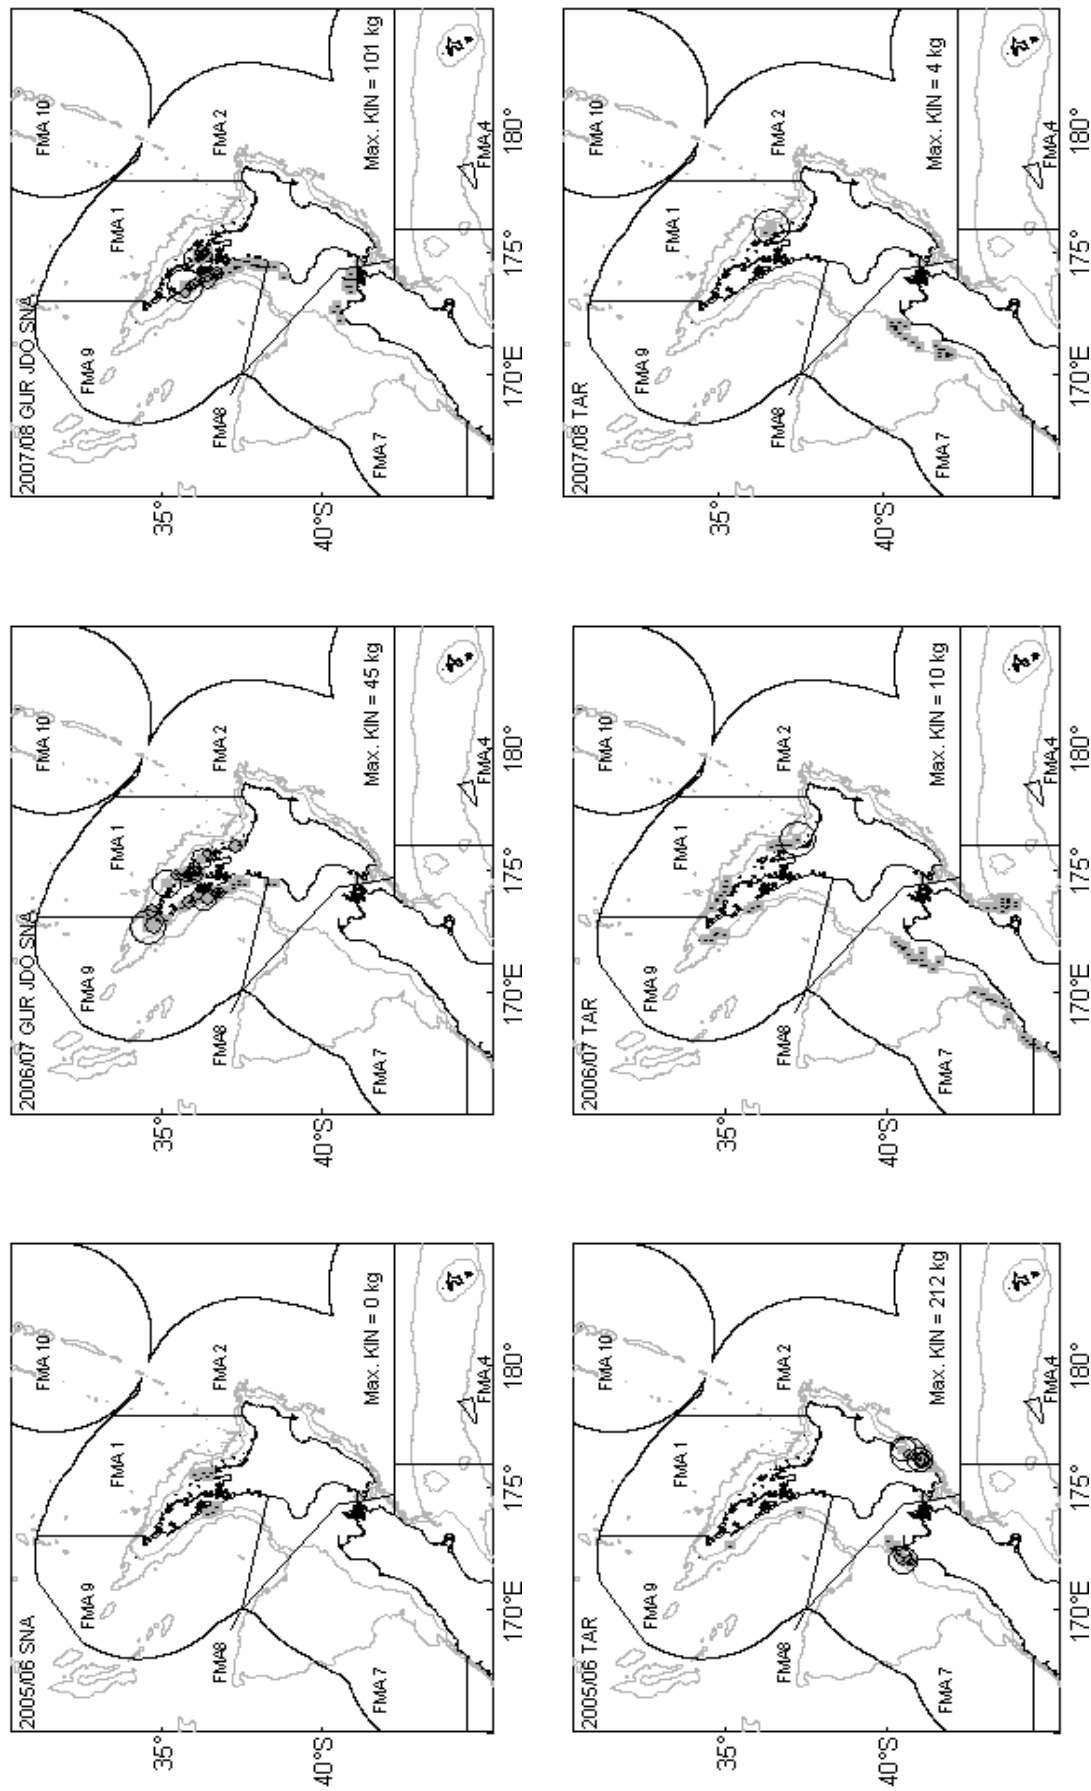 2005/06 SNA
FMA 10
FMA 9
FMA 1
35°
FMA8
FMA 2
40°S
FMA 7
Max. KIN = 0 kg
FMA 4
170°E 175° 180°
2006/07 GUR JDO SNA
FMA 10
FMA 9
FMA 1
35°
FMA8
FMA 2
40°S
FMA 7
Max. KIN = 45 kg
FMA 4
170°E 175° 180°
2007/08 GUR JDO SNA
FMA 10
FMA 9
FMA 1
35°
FMA8
FMA 2
40°S
FMA 7
Max. KIN = 101 kg
FMA 4
170°E 175° 180°
2005/06 TAR
FMA 10
FMA 9
FMA 1
35°
FMA8
FMA 2
40°S
FMA 7
Max. KIN = 212 kg
FMA 4
170°E 175° 180°
2006/07 TAR
FMA 10
FMA 9
FMA 1
35°
FMA8
FMA 2
40°S
FMA 7
Max. KIN = 10 kg
FMA 4
170°E 175° 180°
2007/08 TAR
FMA 10
FMA 9
FMA 1
35°
FMA8
FMA 2
40°S
FMA 7
Max. KIN = 4 kg
FMA 4
170°E 175° 180°